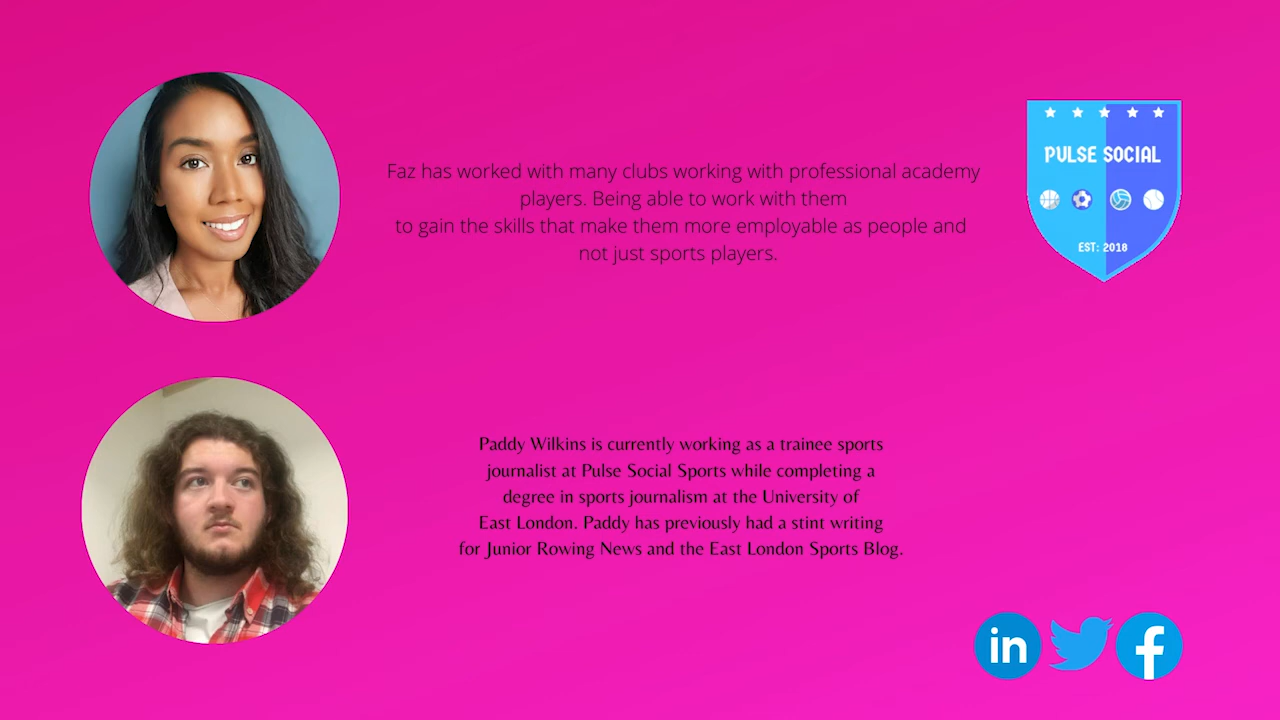 Faz has worked with many clubs working with professional academy
players. Being able to work with them
to gain the skills that make them more employable as people and
not just sports players.
PULSE SOCIAL
EST: 2018
Paddy Wilkins is currently working as a trainee sports
journalist at Pulse Social Sports while completing a
degree in sports journalism at the University of
East London. Paddy has previously had a stint writing
for Junior Rowing News and the East London Sports Blog.
in
f